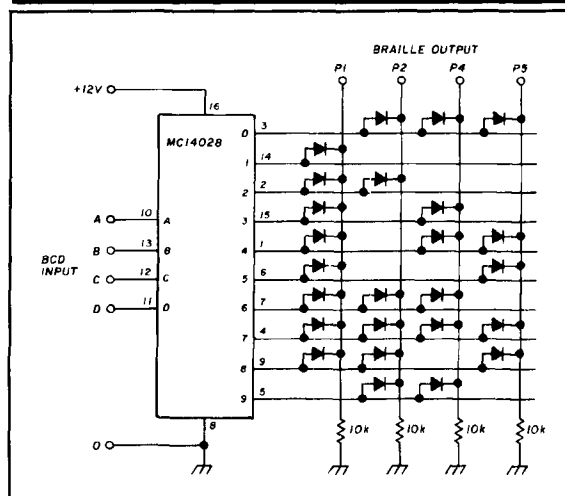 BRAILLE OUTPUT
P1 P2 P4 P5
+12V
16
MC14028
0 3
1 14
2 2
3 15
A 10 A
4 1
BCD INPUT
B 13 B
5 6
C 12 C
6 7
D 11 D
7 4
8 9
9 5
8
0
10k 10k 10k 10k